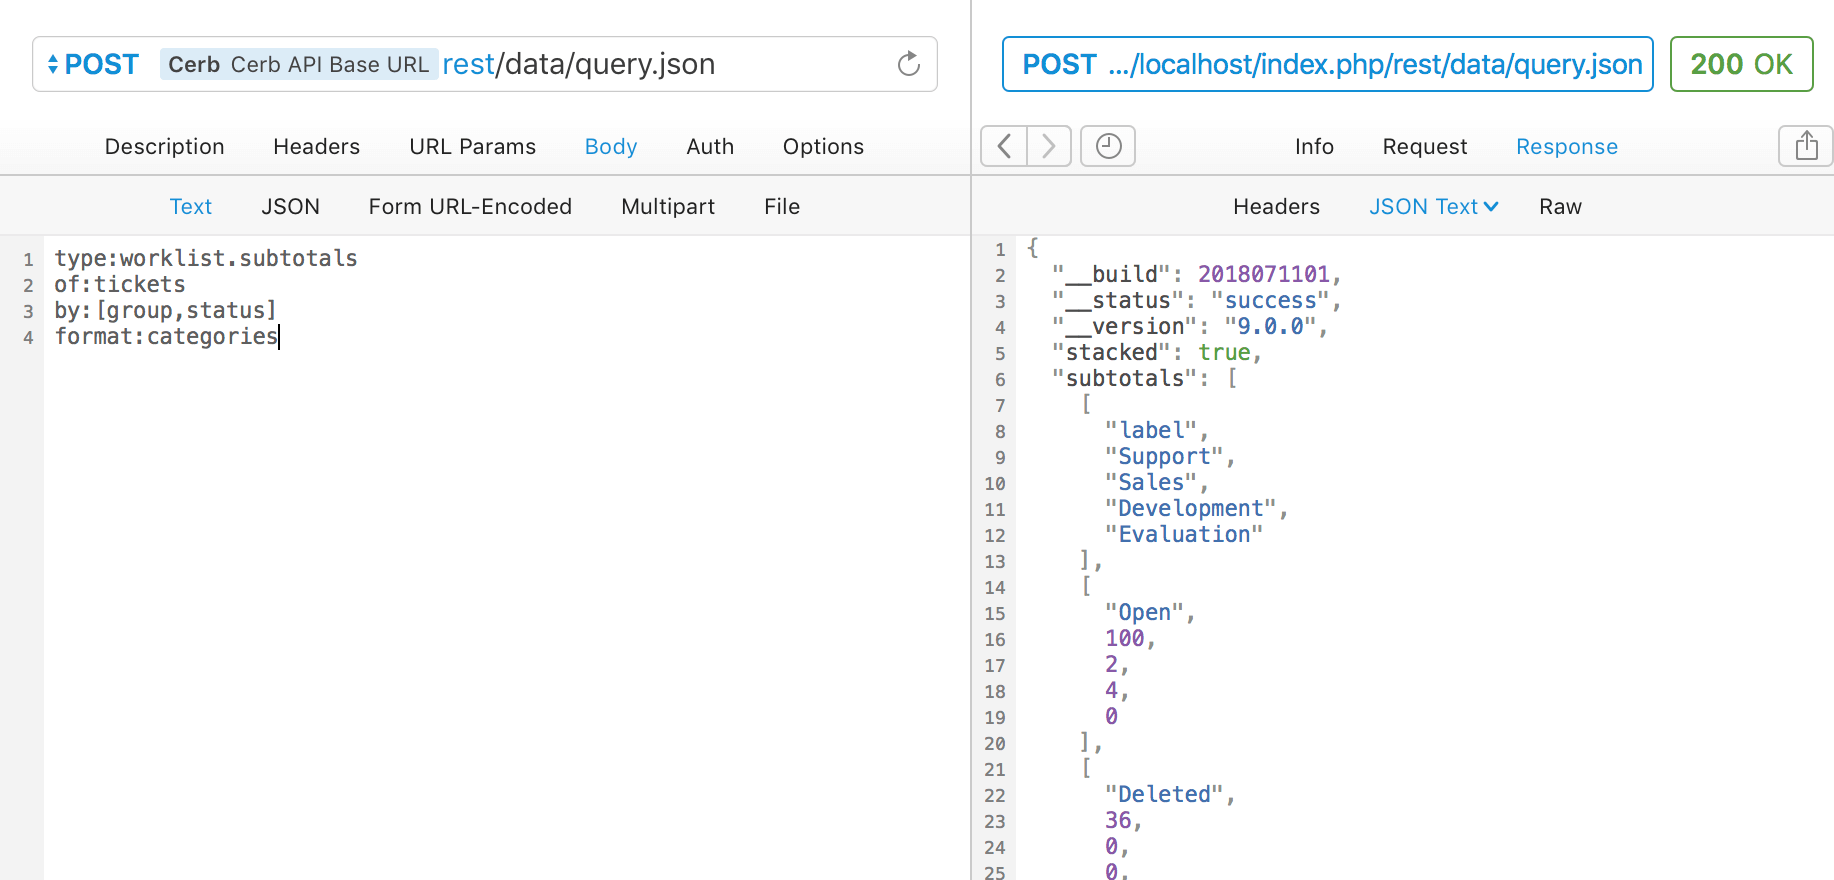 POST Cerb Cerb API Base URL rest/data/query.json
Description Headers URL Params Body Auth Options
Text JSON Form URL-Encoded Multipart File
1 type:worklist.subtotals
2 of:tickets
3 by:[group,status]
4 format:categories
POST .../localhost/index.php/rest/data/query.json 200 OK
Info Request Response
Headers JSON Text Raw
1 {
2 "__build": 2018071101,
3 "__status": "success",
4 "__version": "9.0.0",
5 "stacked": true,
6 "subtotals": [
7 [
8 "label",
9 "Support",
10 "Sales",
11 "Development",
12 "Evaluation"
13 ],
14 [
15 "Open",
16 100,
17 2,
18 4,
19 0
20 ],
21 [
22 "Deleted",
23 36,
24 0,
25 0,